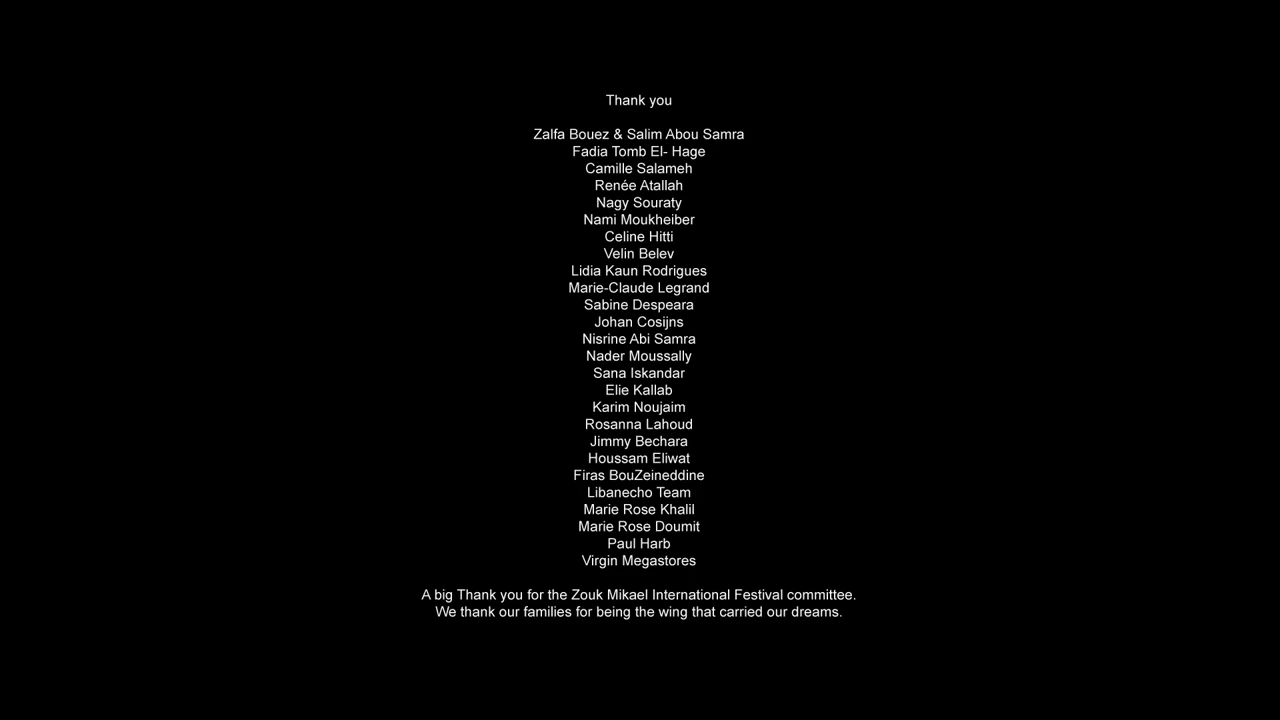 Thank you
Zalfa Bouez & Salim Abou Samra
Fadia Tomb El- Hage
Camille Salameh
Renée Atallah
Nagy Souraty
Nami Moukheiber
Celine Hitti
Velin Belev
Lidia Kaun Rodrigues
Marie-Claude Legrand
Sabine Despeara
Johan Cosijns
Nisrine Abi Samra
Nader Moussally
Sana Iskandar
Elie Kallab
Karim Noujaim
Rosanna Lahoud
Jimmy Bechara
Houssam Eliwat
Firas BouZeineddine
Libanecho Team
Marie Rose Khalil
Marie Rose Doumit
Paul Harb
Virgin Megastores
A big Thank you for the Zouk Mikael International Festival committee.
We thank our families for being the wing that carried our dreams.